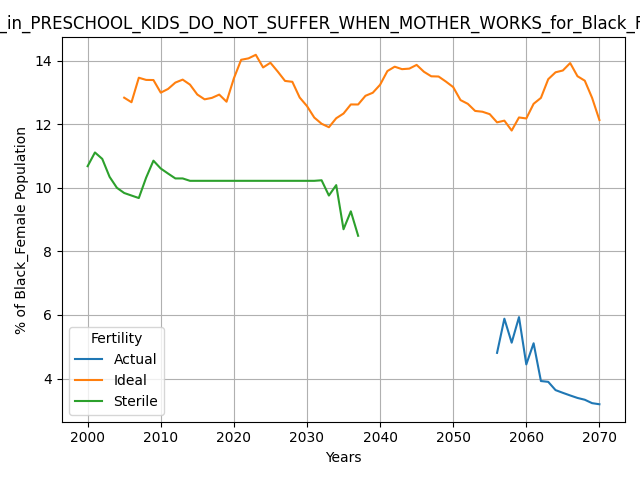 _in_PRESCHOOL_KIDS_DO_NOT_SUFFER_WHEN_MOTHER_WORKS_for_Black_F
% of Black_Female Population
14
12
10
8
6
4
Fertility
Actual
Ideal
Sterile
2000 2010 2020 2030 2040 2050 2060 2070
Years